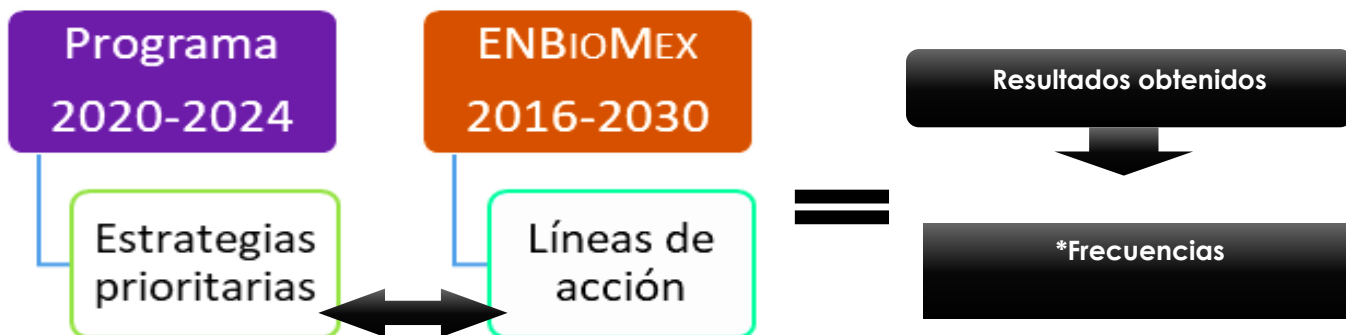 Programa
2020-2024
Estrategias
prioritarias
ENBIOMEX
2016-2030
Líneas de
acción
Resultados obtenidos
*Frecuencias